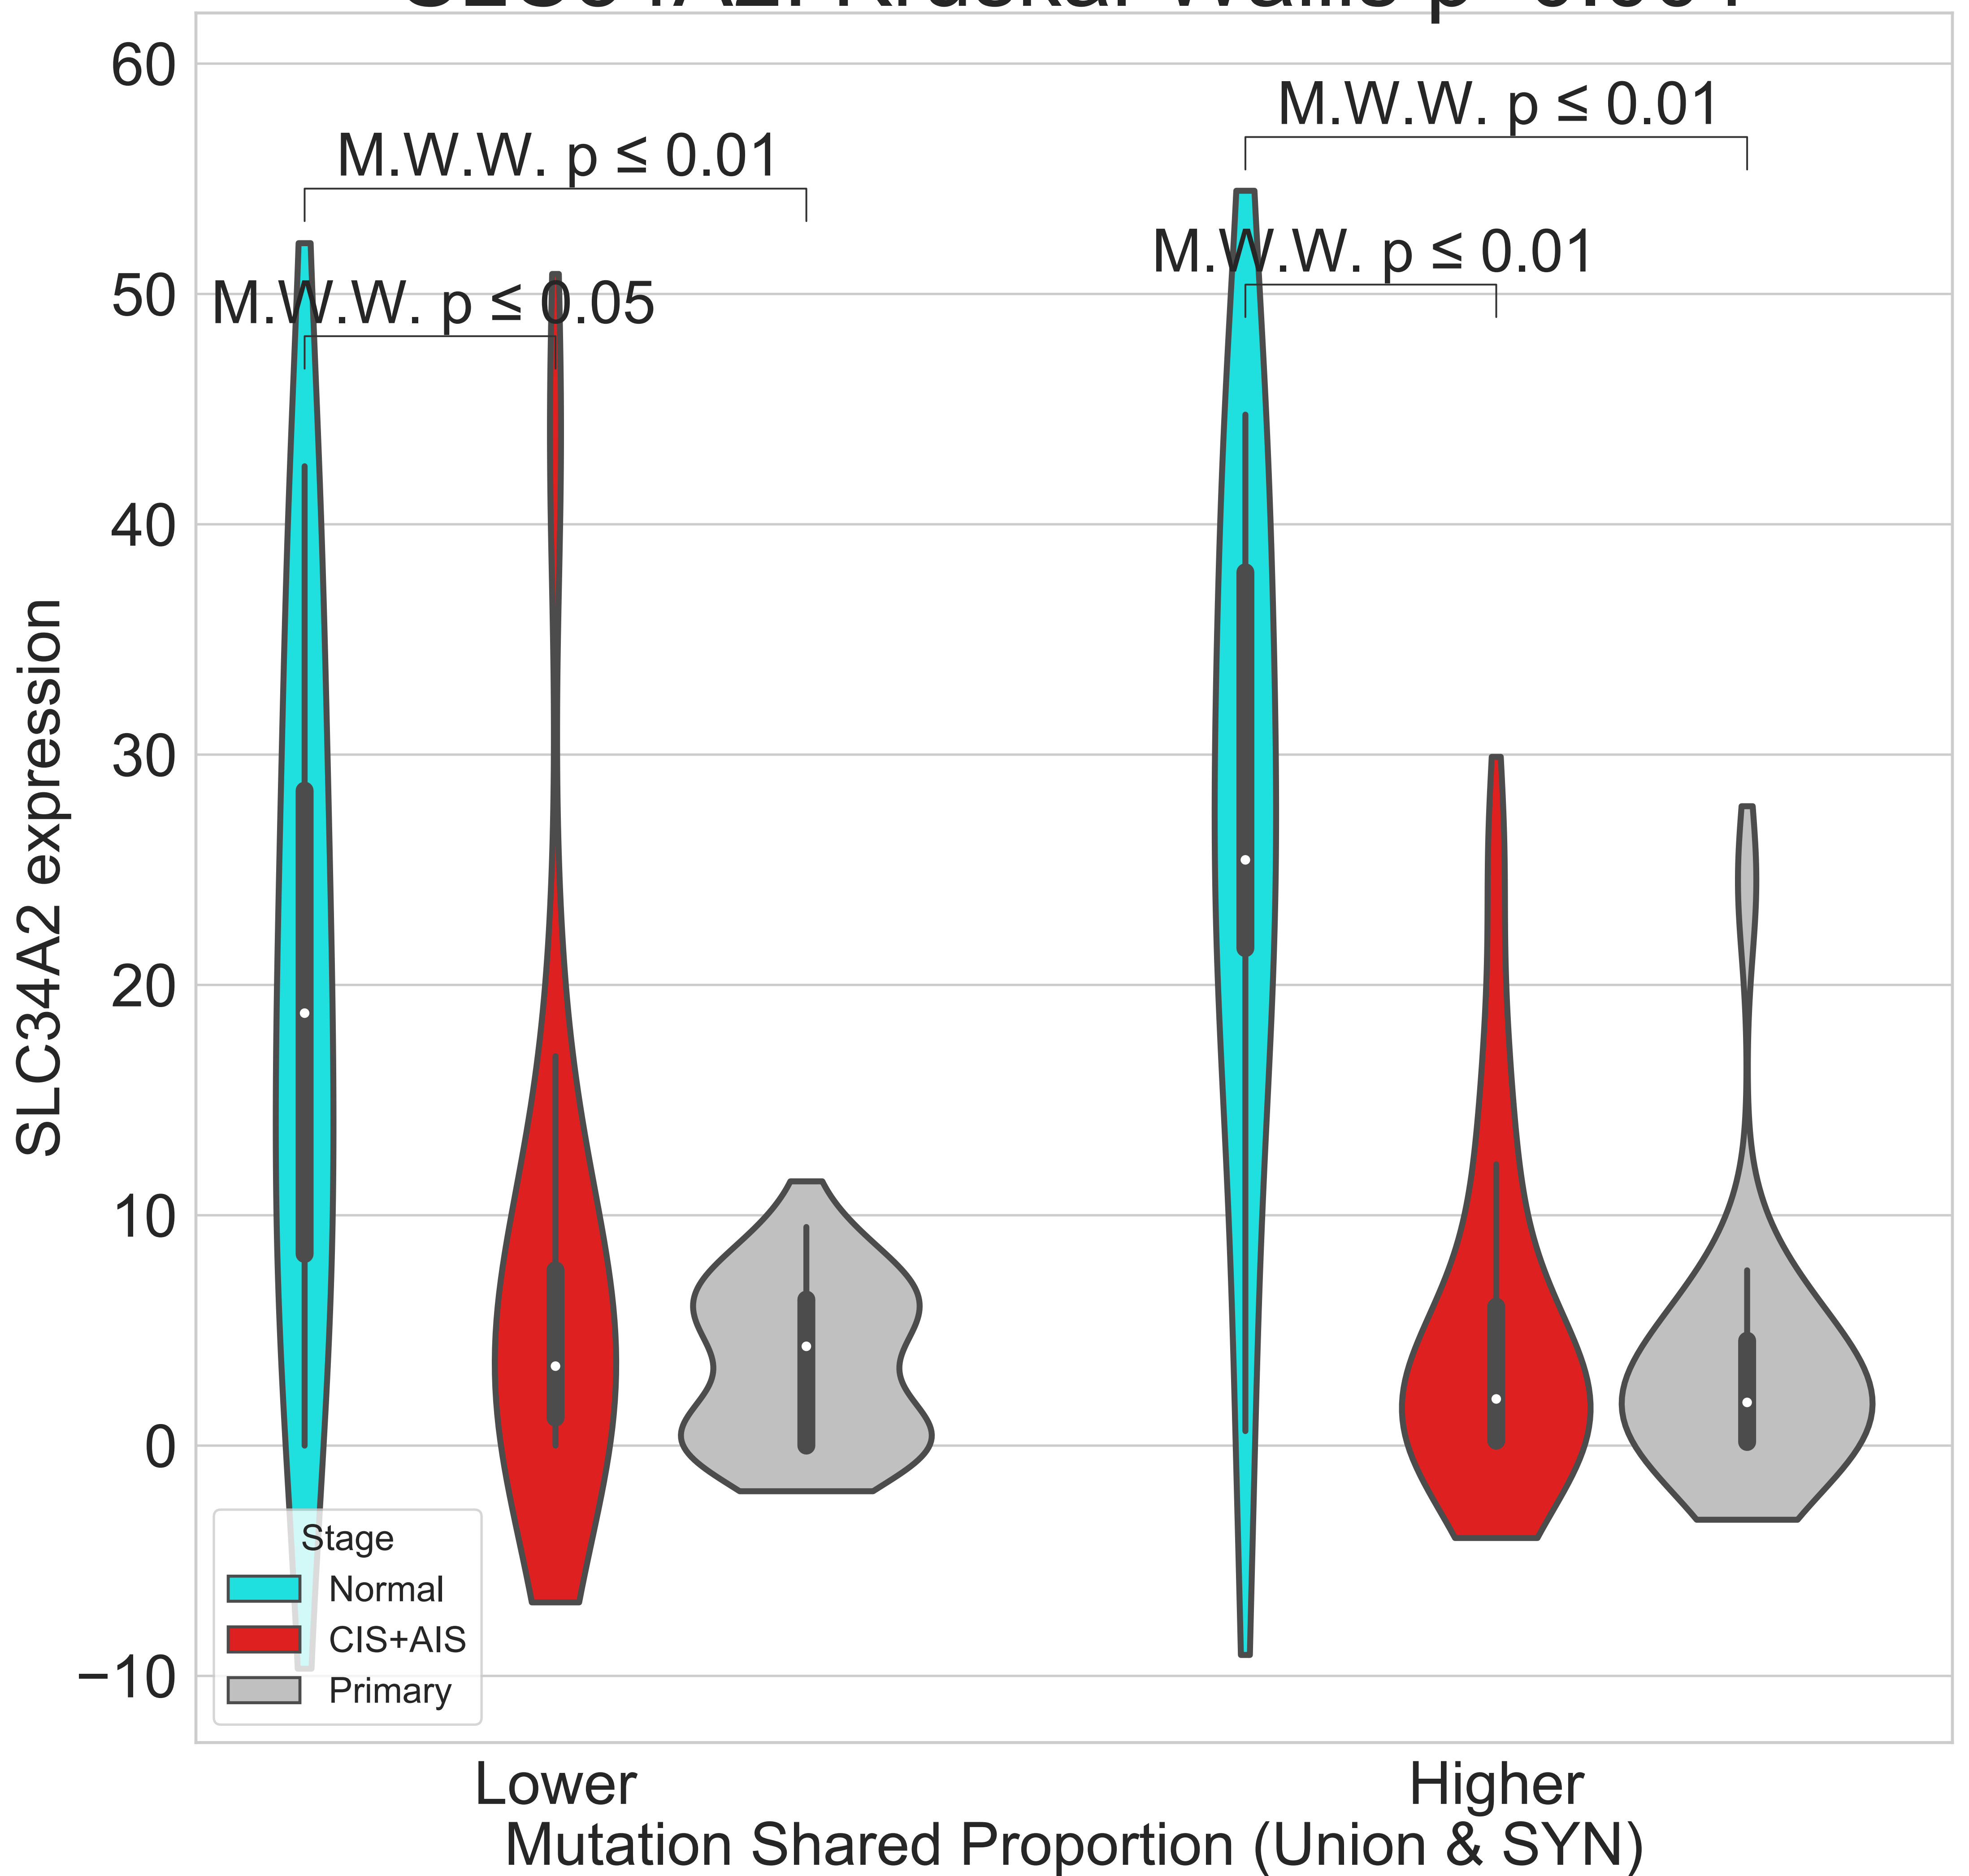 60
50
40
30
20
10
0
−10
SLC34A2 expression
M.W.W. p ≤ 0.01
M.W.W. p ≤ 0.05
M.W.W. p ≤ 0.01
M.W.W. p ≤ 0.01
Stage
Normal
CIS+AIS
Primary
Lower
Higher
Mutation Shared Proportion (Union & SYN)